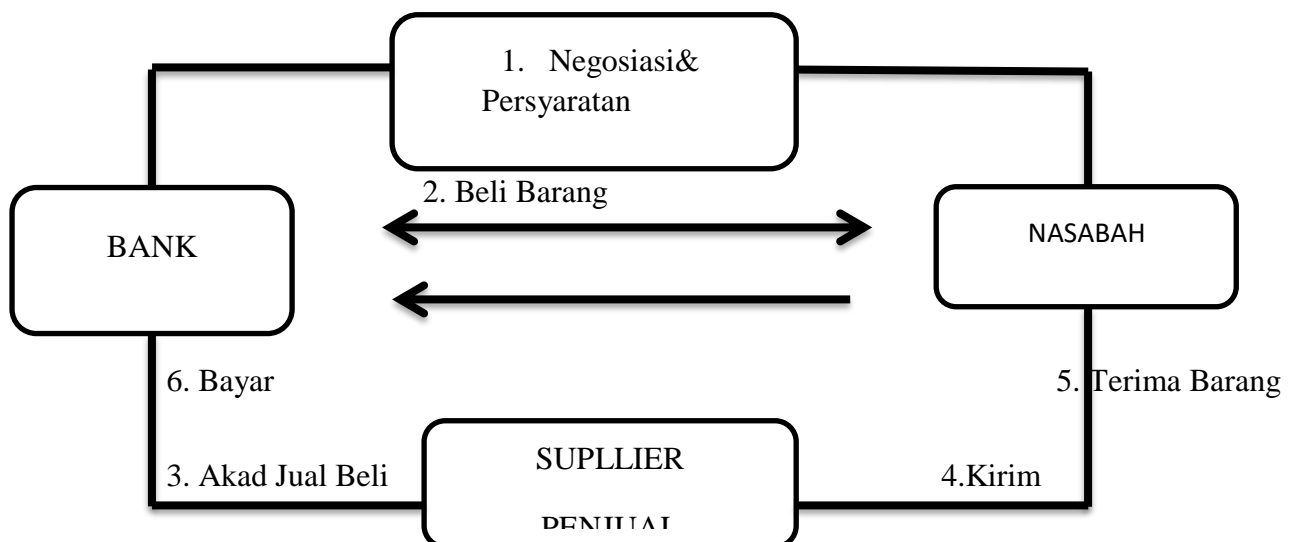 1. Negosiasi&
Persyaratan
2. Beli Barang
BANK
NASABAH
6. Bayar
5. Terima Barang
SUPLLIER
3. Akad Jual Beli
4.Kirim
PENJUAL